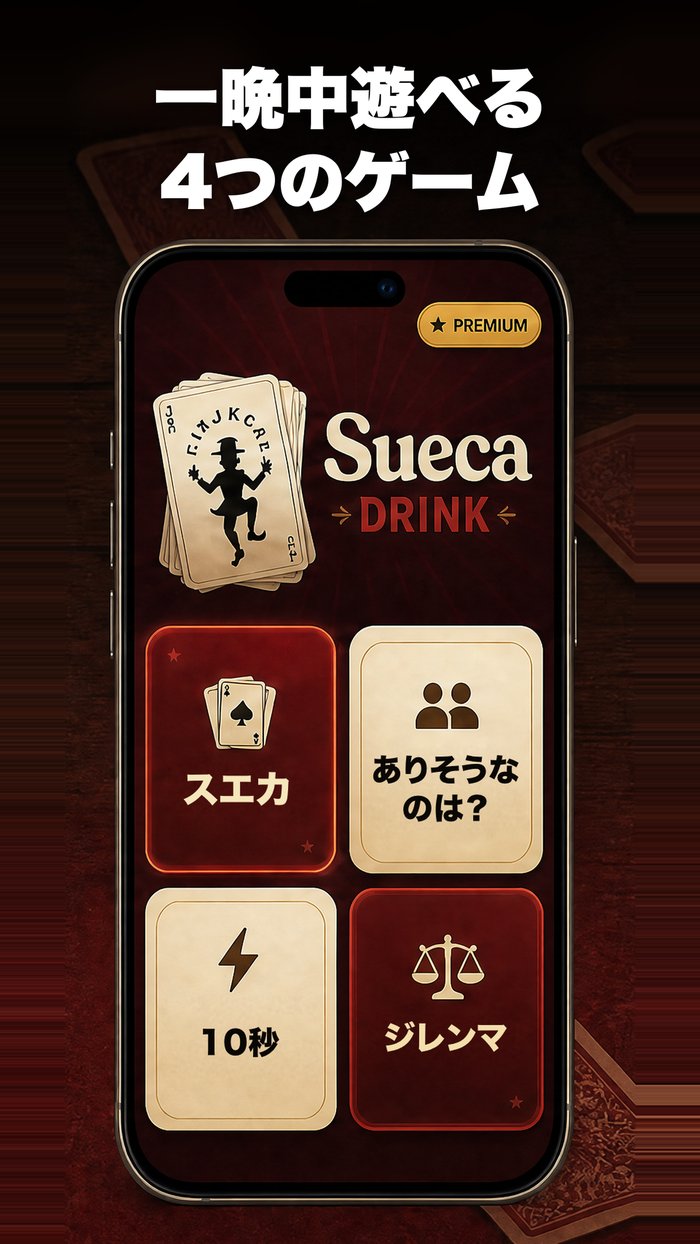 一晩中遊べる
4つのゲーム
PREMIUM
Sueca
DRINK
スエカ
ありそうな
のは？
10秒
ジレンマ